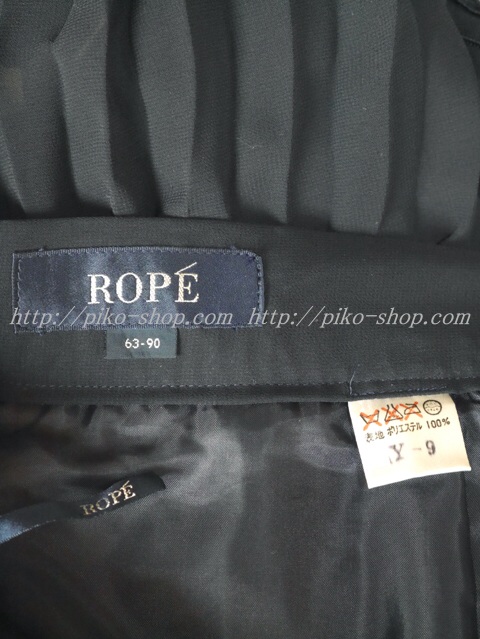 ROPÉ
http://piko-shop.com http://piko-shop.com
63-90
表地 ポリエステル 100%
Y-9
ROPÉ